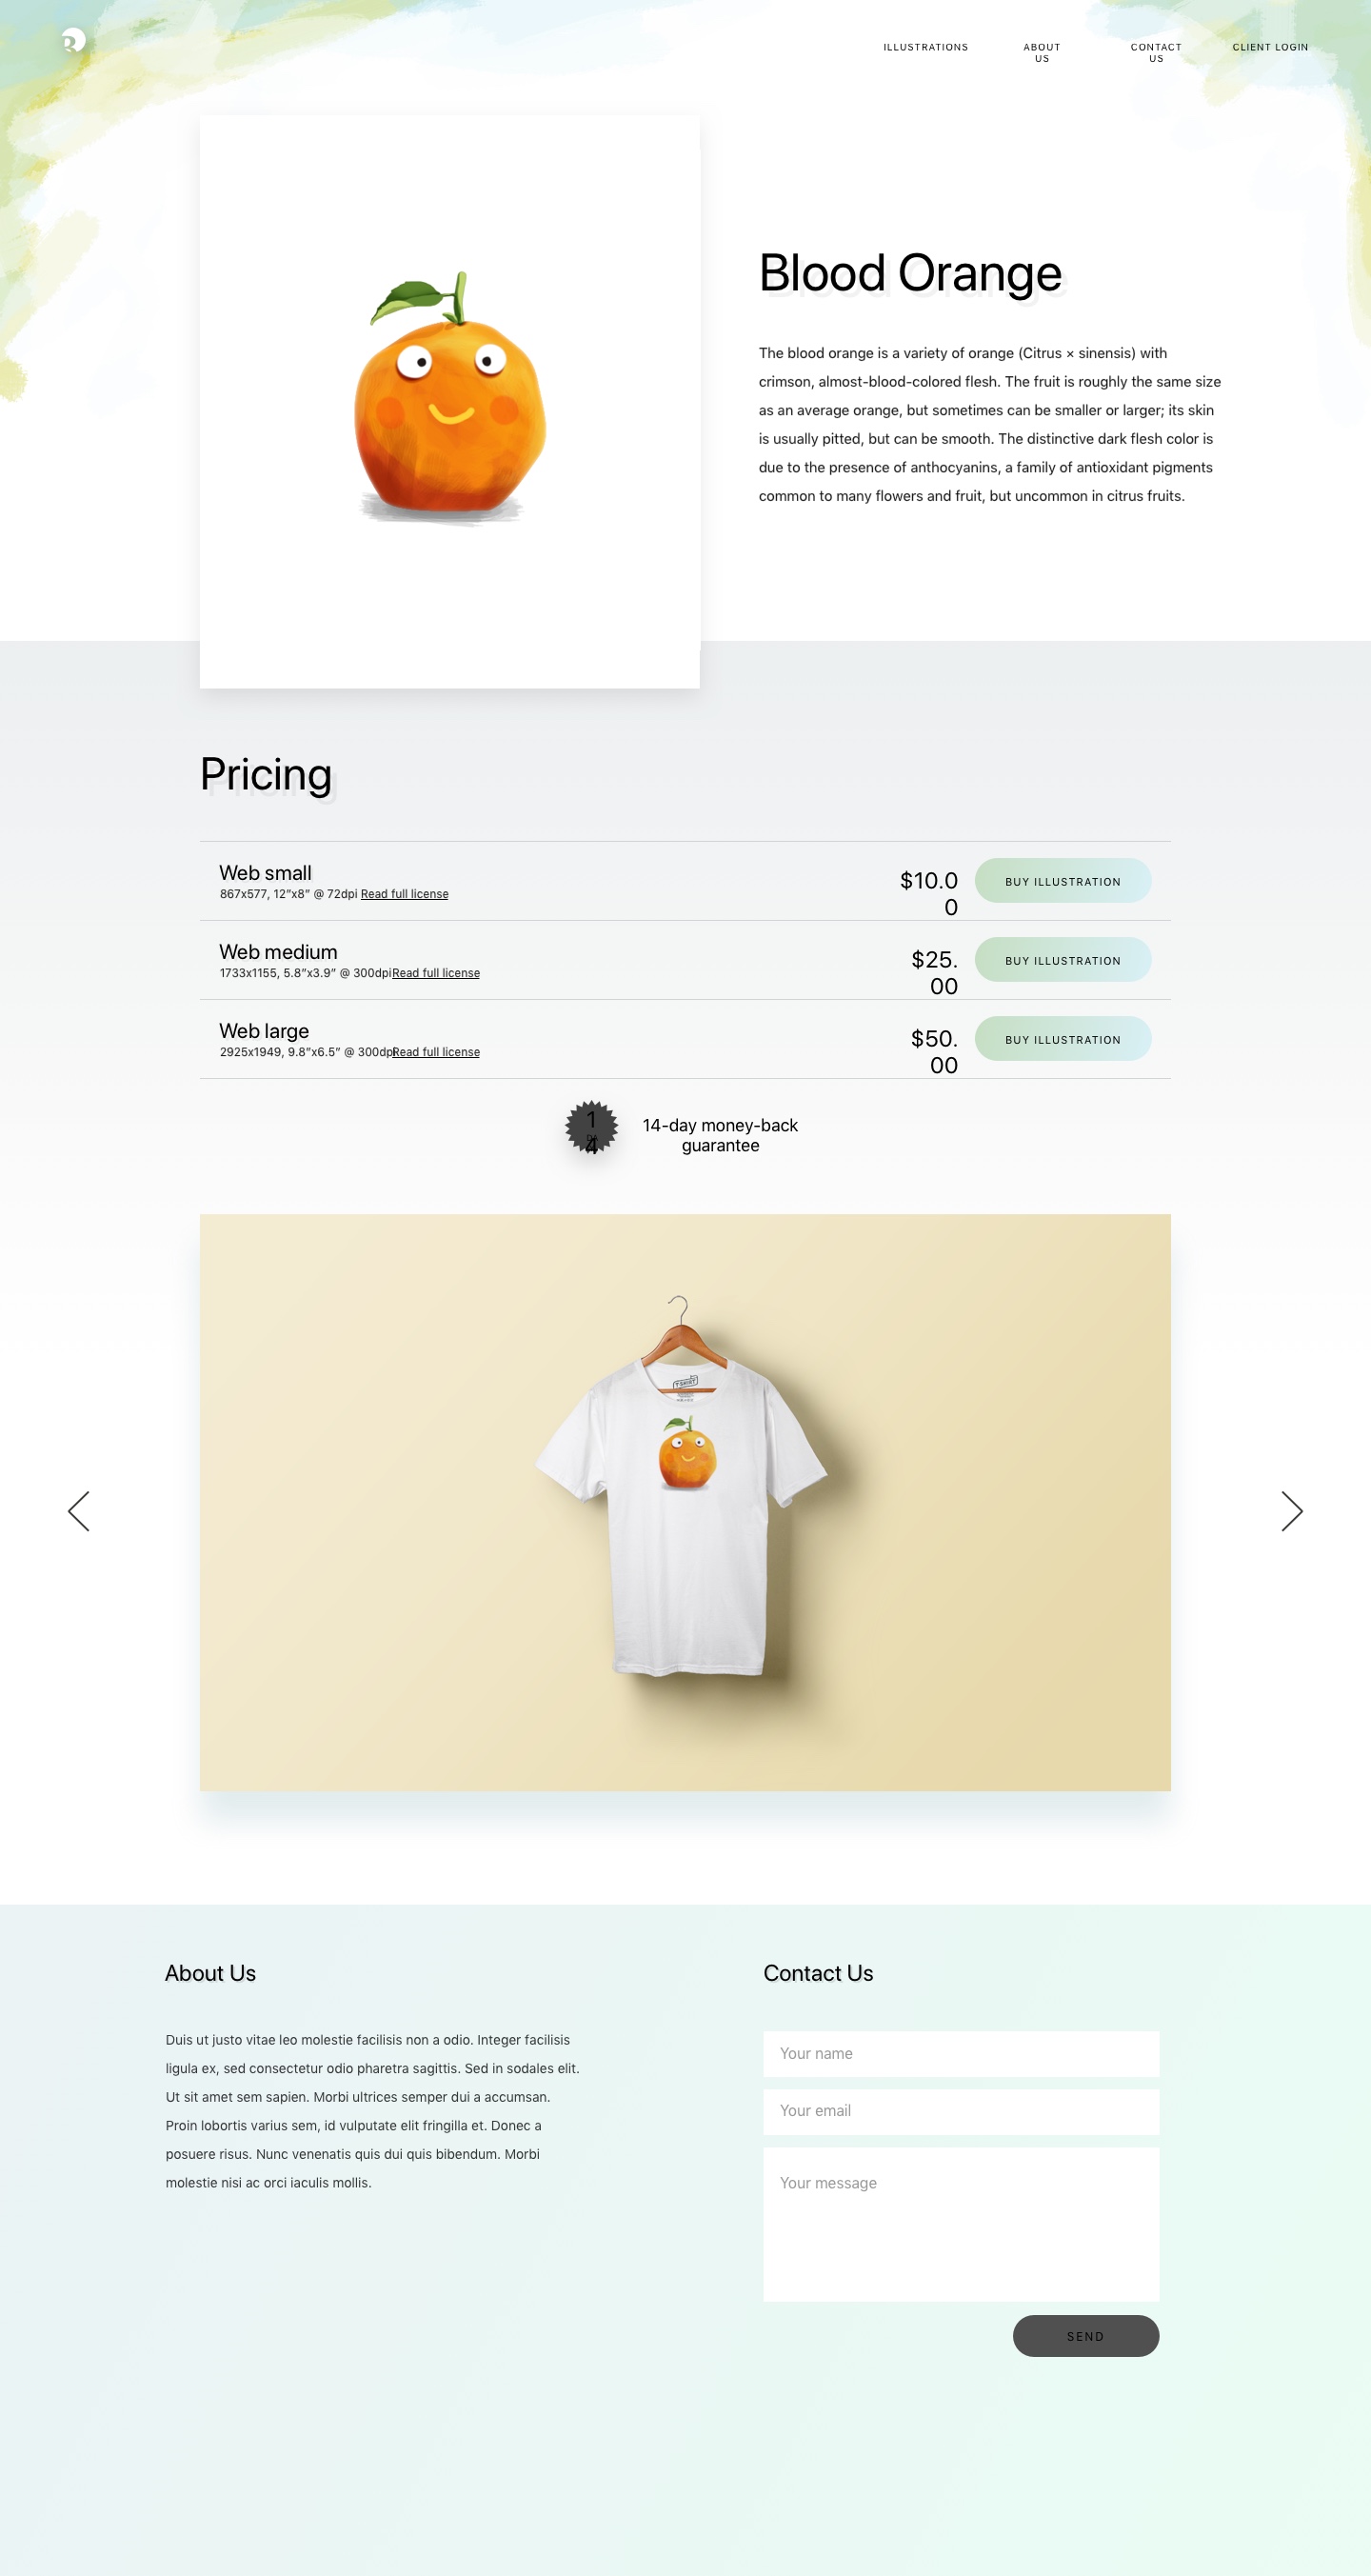 ILLUSTRATIONS
ABOUT
US
CONTACT
US
CLIENT LOGIN
Blood Orange
The blood orange is a variety of orange (Citrus × sinensis) with
crimson, almost-blood-colored flesh. The fruit is roughly the same size
as an average orange, but sometimes can be smaller or larger; its skin
is usually pitted, but can be smooth. The distinctive dark flesh color is
due to the presence of anthocyanins, a family of antioxidant pigments
common to many flowers and fruit, but uncommon in citrus fruits.
Pricing
Web small
867x577, 12”x8” @ 72dpi Read full license
$10.0
0
BUY ILLUSTRATION
Web medium
1733x1155, 5.8”x3.9” @ 300dpi Read full license
$25.
00
BUY ILLUSTRATION
Web large
2925x1949, 9.8”x6.5” @ 300dpi Read full license
$50.
00
BUY ILLUSTRATION
1
4
14-day money-back
guarantee
T-SHIRT
About Us
Duis ut justo vitae leo molestie facilisis non a odio. Integer facilisis
ligula ex, sed consectetur odio pharetra sagittis. Sed in sodales elit.
Ut sit amet sem sapien. Morbi ultrices semper dui a accumsan.
Proin lobortis varius sem, id vulputate elit fringilla et. Donec a
posuere risus. Nunc venenatis quis dui quis bibendum. Morbi
molestie nisi ac orci iaculis mollis.
Contact Us
Your name
Your email
Your message
SEND